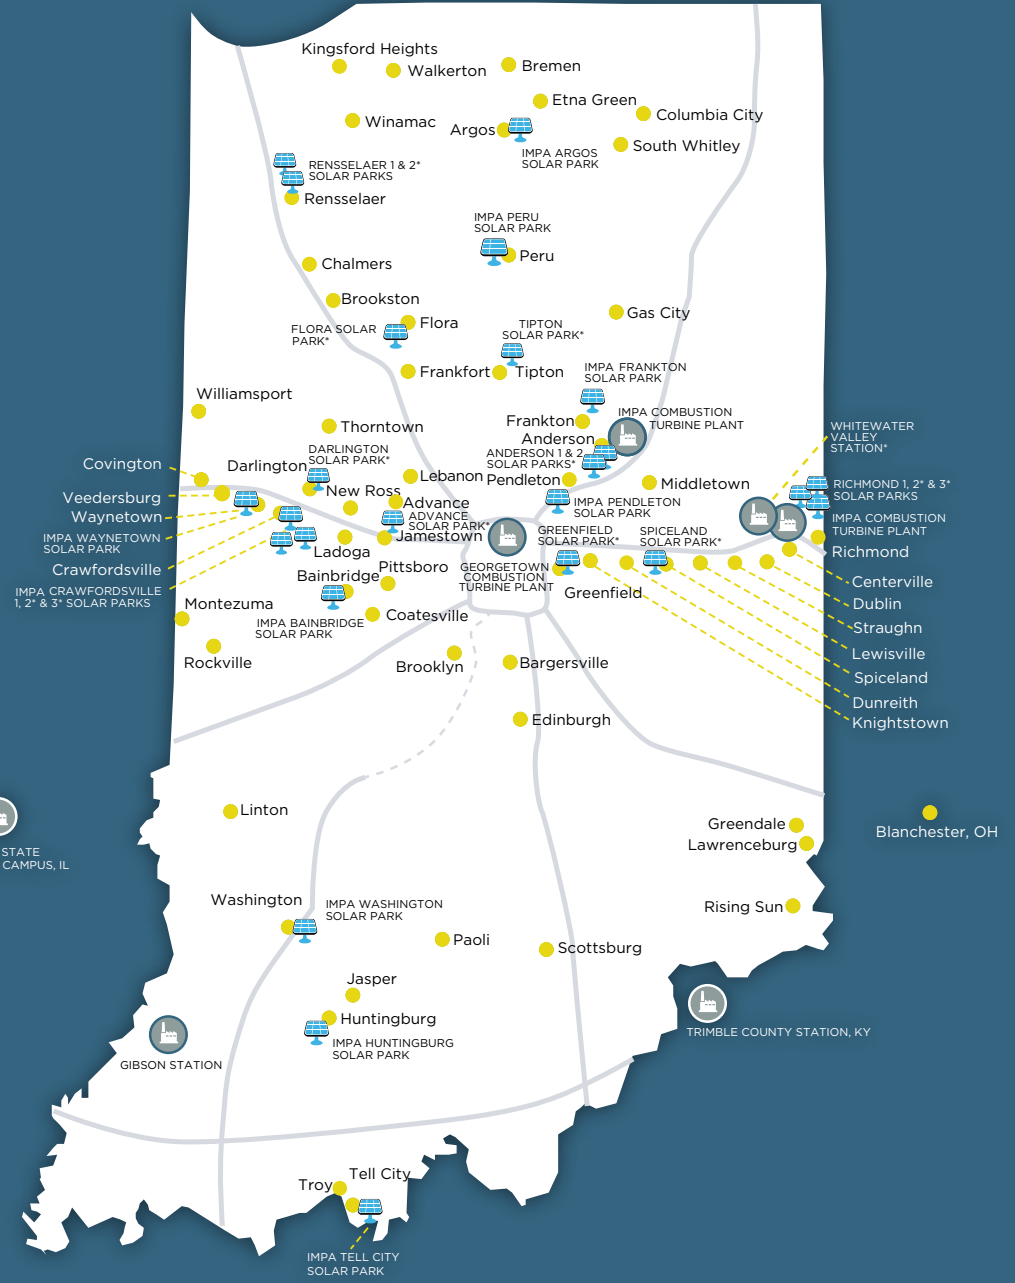 Kingsford Heights
Walkerton
Bremen
Etna Green
Columbia City
Winamac
Argos
South Whitley
IMPA ARGOS
SOLAR PARK
RENSSELAER 1 & 2*
SOLAR PARKS
Rensselaer
IMPA PERU
SOLAR PARK
Peru
Chalmers
Brookston
Gas City
Flora
FLORA SOLAR
PARK*
TIPTON
SOLAR PARK*
Frankfort
Tipton
IMPA FRANKTON
SOLAR PARK
Williamsport
Frankton
IMPA COMBUSTION
TURBINE PLANT
Thorntown
Anderson
WHITEWATER
VALLEY
STATION*
DARLINGTON
SOLAR PARK*
ANDERSON 1 & 2
SOLAR PARKS*
Covington
Darlington
Lebanon
Pendleton
Middletown
RICHMOND 1, 2* & 3*
SOLAR PARKS
Veedersburg
New Ross
Advance
IMPA PENDLETON
SOLAR PARK
Waynetown
ADVANCE
SOLAR PARK*
IMPA COMBUSTION
TURBINE PLANT
IMPA WAYNETOWN
SOLAR PARK
Jamestown
GREENFIELD
SOLAR PARK*
SPICELAND
SOLAR PARK*
Ladoga
Richmond
Crawfordsville
Pittsboro
GEORGETOWN
COMBUSTION
TURBINE PLANT
Bainbridge
Centerville
IMPA CRAWFORDSVILLE
1, 2* & 3* SOLAR PARKS
Greenfield
Dublin
Montezuma
Coatesville
IMPA BAINBRIDGE
SOLAR PARK
Straughn
Lewisville
Rockville
Brooklyn
Bargersville
Spiceland
Dunreith
Edinburgh
Knightstown
Linton
Greendale
Blanchester, OH
Lawrenceburg
STATE
CAMPUS, IL
Washington
IMPA WASHINGTON
SOLAR PARK
Rising Sun
Paoli
Scottsburg
Jasper
Huntingburg
TRIMBLE COUNTY STATION, KY
IMPA HUNTINGBURG
SOLAR PARK
GIBSON STATION
Tell City
Troy
IMPA TELL CITY
SOLAR PARK